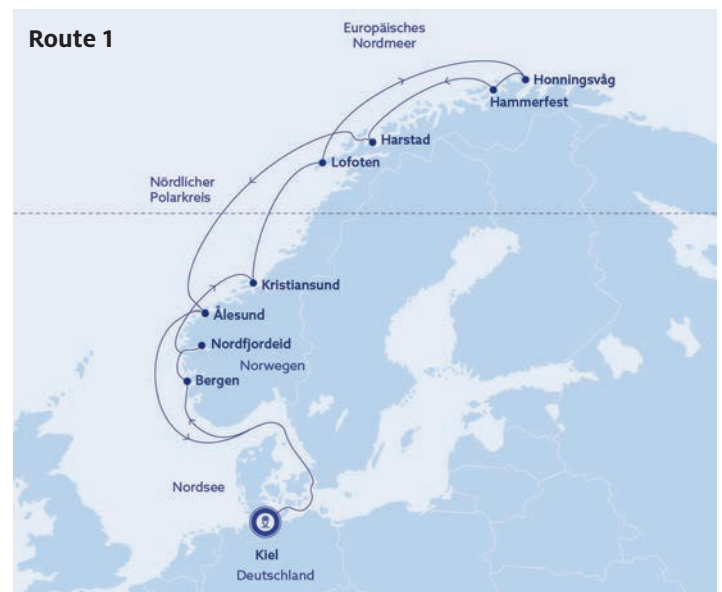 Route 1
Europäisches
Nordmeer
Honningsvåg
Hammerfest
Harstad
Lofoten
Nördlicher
Polarkreis
Kristiansund
Ålesund
Nordfjordeid
Norwegen
Bergen
Nordsee
Kiel
Deutschland